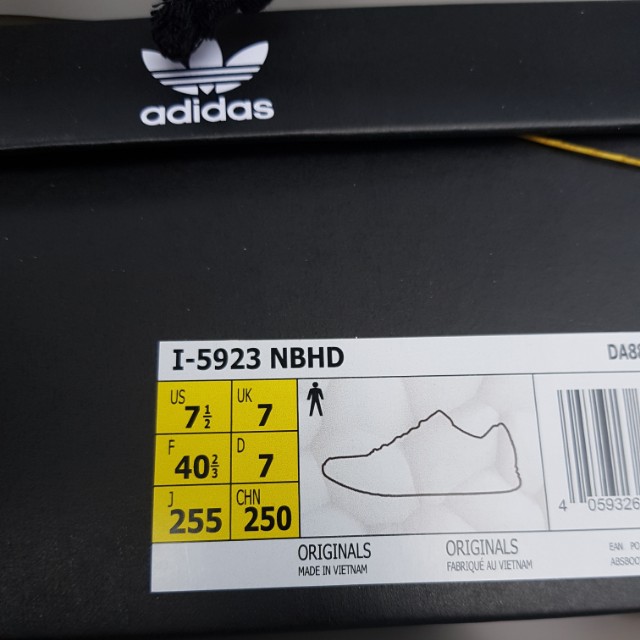 adidas
I-5923 NBHD
US 7½ UK 7
F 40⅔ D 7
J 255 CHN 250
ORIGINALS ORIGINALS
MADE IN VIETNAM FABRIQUÉ AU VIETNAM
4 059326
EAN